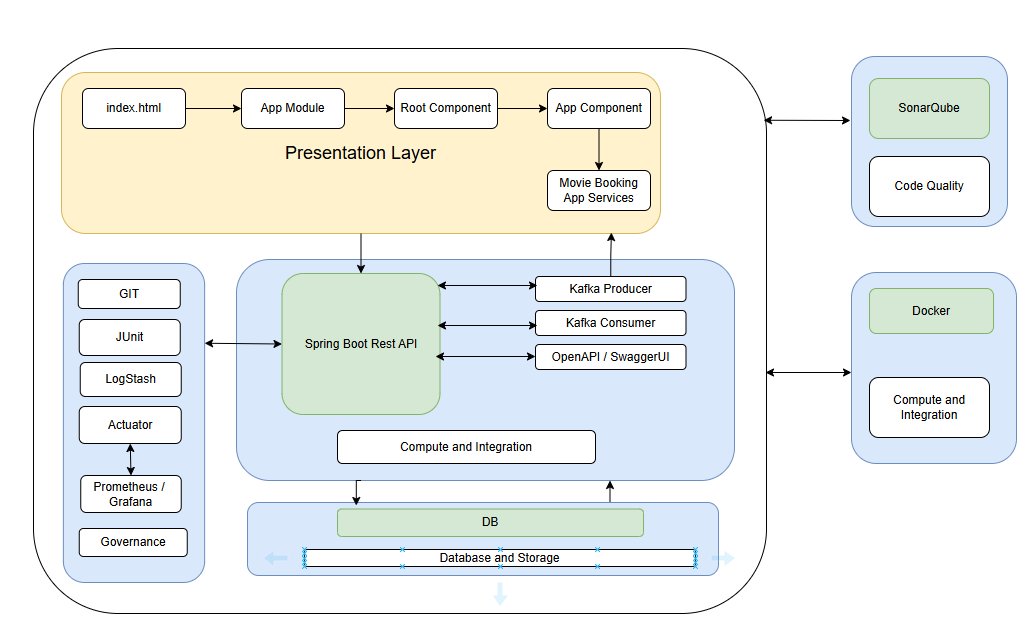 index.html
App Module
Root Component
App Component
Presentation Layer
Movie Booking
App Services
SonarQube
Code Quality
GIT
JUnit
LogStash
Actuator
Prometheus /
Grafana
Governance
Spring Boot Rest API
Kafka Producer
Kafka Consumer
OpenAPI / SwaggerUI
Compute and Integration
Docker
Compute and
Integration
DB
Database and Storage